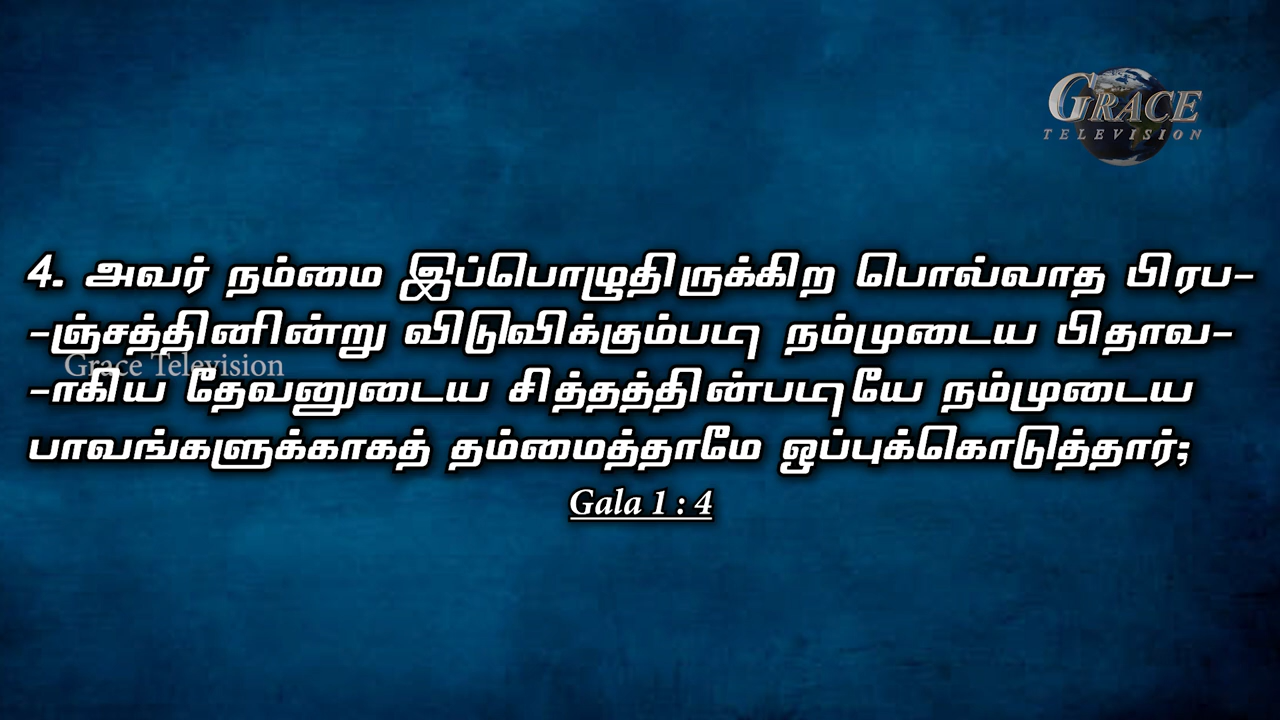 GRACE
TELEVISION
4. அவர் நம்மை இப்பொழுதிருக்கிற பொல்லாத பிரப-
-ஞ்சத்தினின்று விடுவிக்கும்படி நம்முடைய பிதாவ-
Grace Television
-ாகிய தேவனுடைய சித்தத்தின்படியே நம்முடைய
பாவங்களுக்காகத் தம்மைத்தாமே ஒப்புக்கொடுத்தார்;
Gala 1 : 4